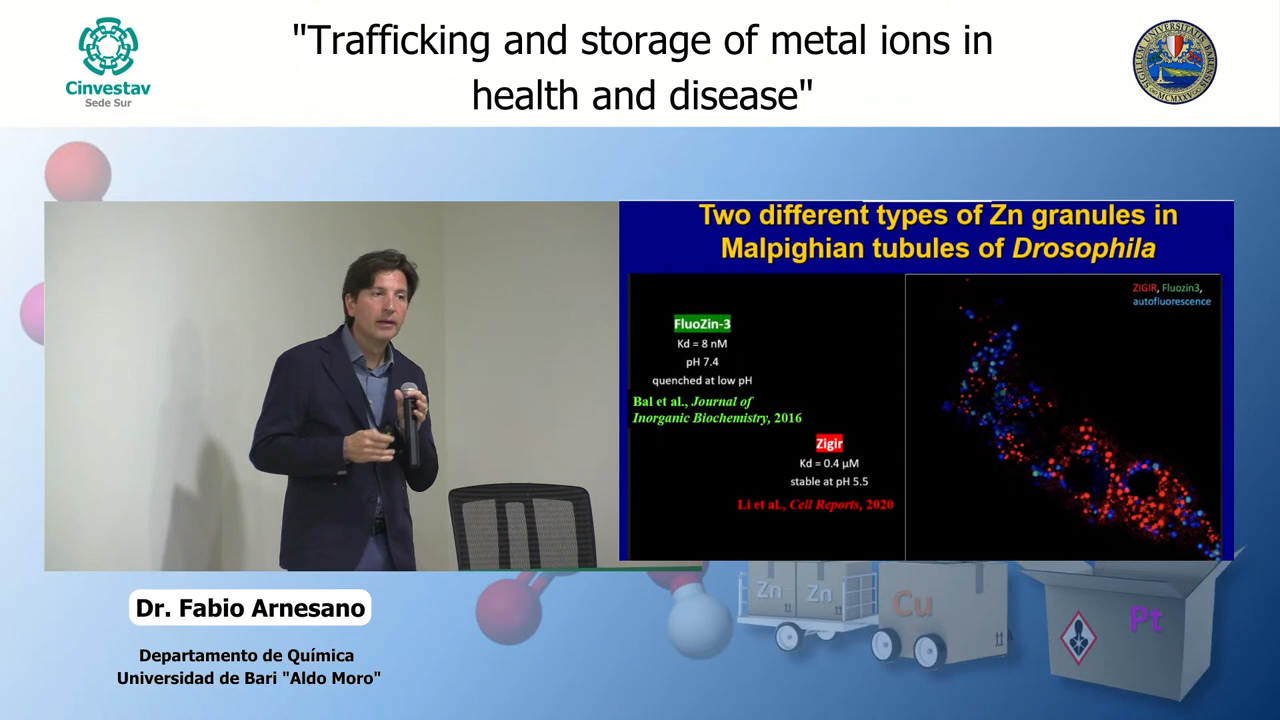 "Trafficking and storage of metal ions in
health and disease"
Cinvestav
Sede Sur
Two different types of Zn granules in
Malpighian tubules of Drosophila
ZIGIR, Fluozin3,
autofluorescence
FluoZin-3
Kd = 8 nM
pH 7.4
quenched at low pH
Bal et al., Journal of
Inorganic Biochemistry, 2016
Zigir
Kd = 0.4 µM
stable at pH 5.5
Li et al., Cell Reports, 2020
Zn
Zn
Cu
Pt
Dr. Fabio Arnesano
Departamento de Química
Universidad de Bari "Aldo Moro"